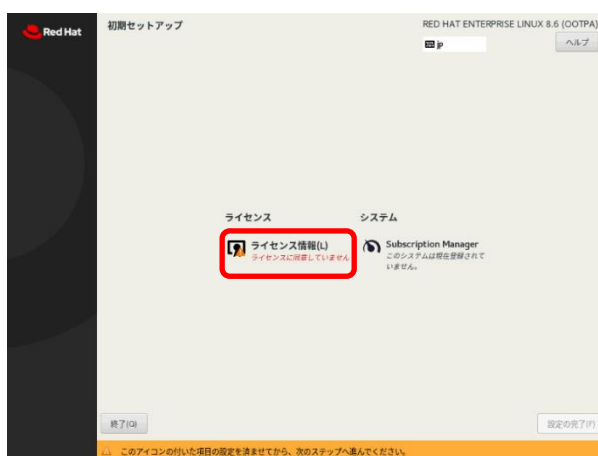 Red Hat
初期セットアップ
RED HAT ENTERPRISE LINUX 8.6 (OOTPA)
jp
ヘルプ
ライセンス
システム
ライセンス情報(L)
ライセンスに同意していません
Subscription Manager
このシステムは現在登録されて
いません。
終了(Q)
設定の完了(F)
このアイコンの付いた項目の設定を済ませてから、次のステップへ進んでください。